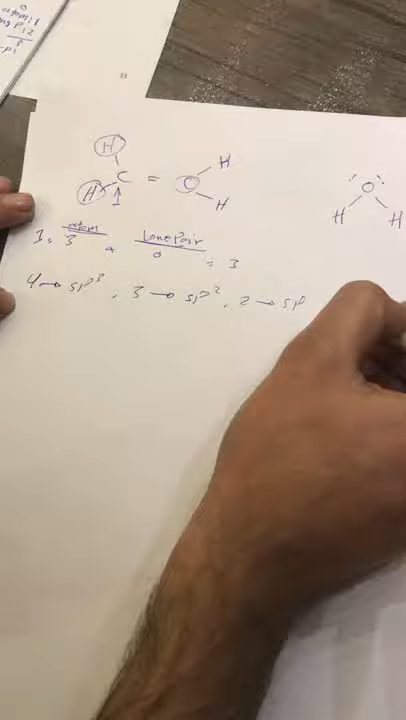 H
H C = C H
H
1= 3 atom + lone Pair 0 = 3
4 → sp³, 3 → sp², 2 → sp
O
H H